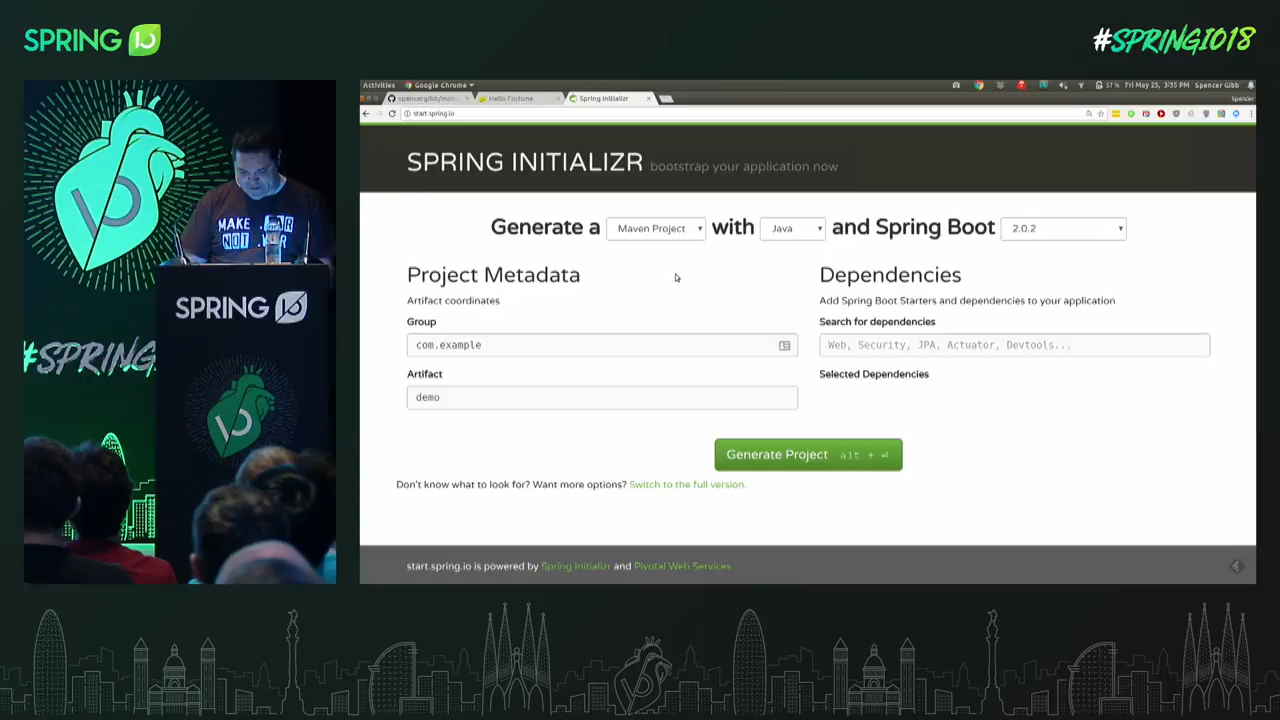 SPRING IO
#SPRINGIO18
Activities Google Chrome Fri May 25, 3:35 PM Spencer Gibb
Hello Fortune Spring Initializr Spencer
start.spring.io
SPRING INITIALIZR bootstrap your application now
Generate a Maven Project with Java and Spring Boot 2.0.2
Project Metadata
Artifact coordinates
Group
com.example
Artifact
demo
Dependencies
Add Spring Boot Starters and dependencies to your application
Search for dependencies
Web, Security, JPA, Actuator, Devtools...
Selected Dependencies
Generate Project alt +
Don't know what to look for? Want more options? Switch to the full version.
start.spring.io is powered by Spring Initializr and Pivotal Web Services
MAKE JAR
NOT WAR
SPRING IO
#SPRING
IO